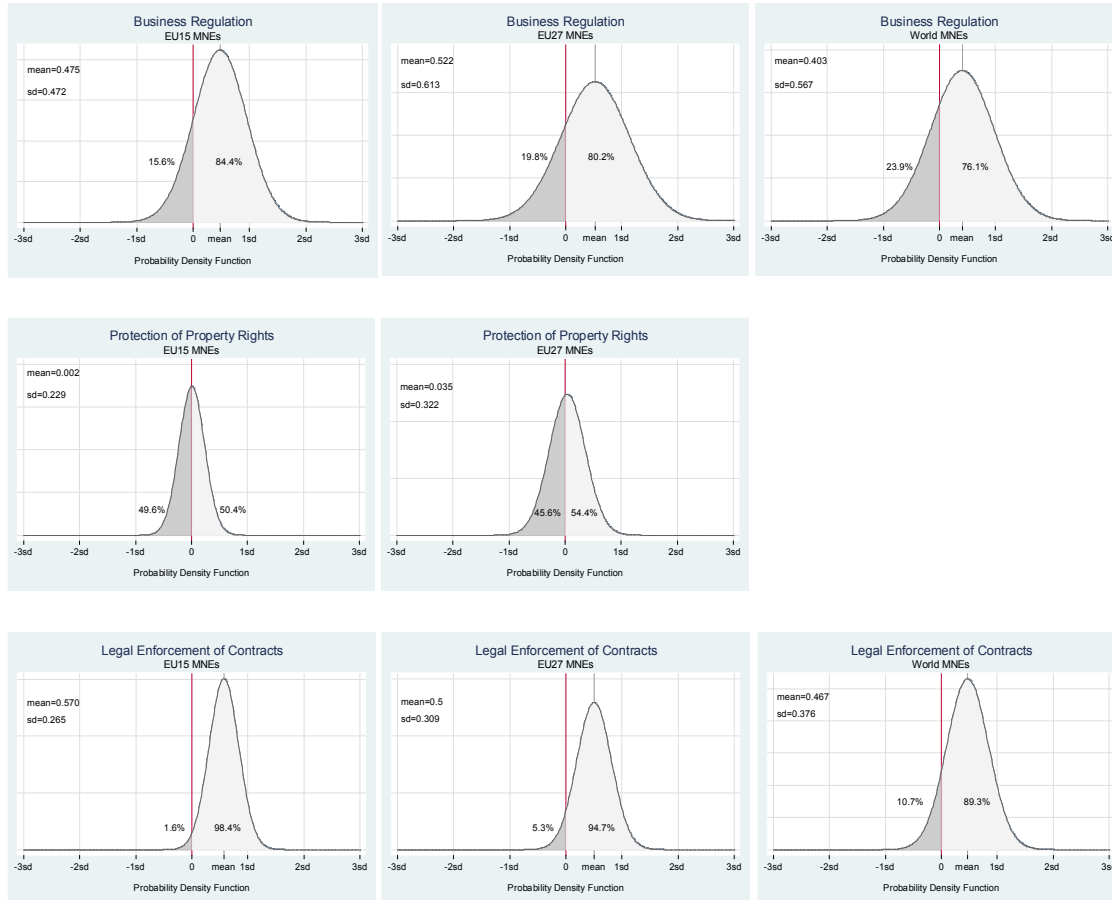 Business Regulation
EU15 MNEs
mean=0.475
sd=0.472
15.6%
84.4%
-3sd -2sd -1sd 0 mean 1sd 2sd 3sd
Probability Density Function
Business Regulation
EU27 MNEs
mean=0.522
sd=0.613
19.8%
80.2%
-3sd -2sd -1sd 0 mean 1sd 2sd 3sd
Probability Density Function
Business Regulation
World MNEs
mean=0.403
sd=0.567
23.9%
76.1%
-3sd -2sd -1sd 0 mean 1sd 2sd 3sd
Probability Density Function
Protection of Property Rights
EU15 MNEs
mean=0.002
sd=0.229
49.6%
50.4%
-3sd -2sd -1sd 0 1sd 2sd 3sd
Probability Density Function
Protection of Property Rights
EU27 MNEs
mean=0.035
sd=0.322
45.6%
54.4%
-3sd -2sd -1sd 0 1sd 2sd 3sd
Probability Density Function
Legal Enforcement of Contracts
EU15 MNEs
mean=0.570
sd=0.265
1.6%
98.4%
-3sd -2sd -1sd 0 mean 1sd 2sd 3sd
Probability Density Function
Legal Enforcement of Contracts
EU27 MNEs
mean=0.5
sd=0.309
5.3%
94.7%
-3sd -2sd -1sd 0 mean 1sd 2sd 3sd
Probability Density Function
Legal Enforcement of Contracts
World MNEs
mean=0.467
sd=0.376
10.7%
89.3%
-3sd -2sd -1sd 0 mean 1sd 2sd 3sd
Probability Density Function